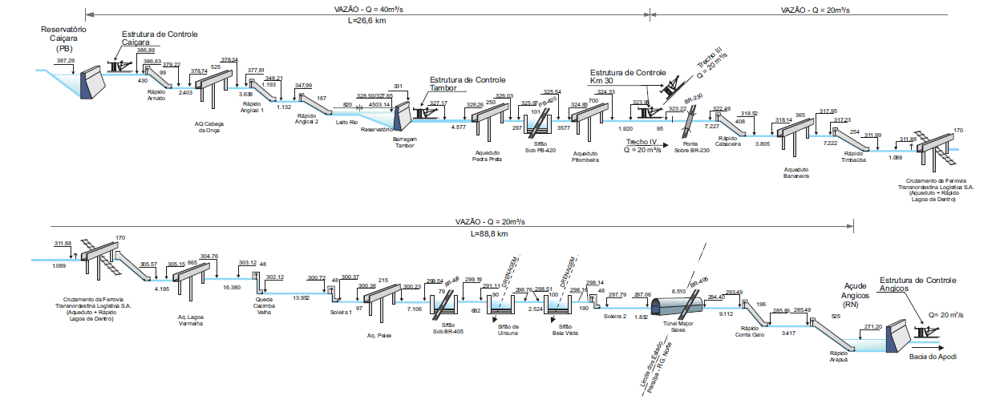 VAZÃO - Q = 40m³/s
L=26,6 km
VAZÃO - Q = 20m³/s
Reservatório
Caiçara
(PB)
387,29
Estrutura de Controle
Caiçara
386,89
386,63
430
99
379,22
Rápido
Arruído
2.403
378,74
525
378,34
AQ Cabeça
da Onça
3.638
377,61
1.193
348,21
Rápido
Angical 1
1.132
347,99
167
Rápido
Angical 2
820
Leito Rio
328.50/327.65
4503.14
Reservatório
331
Barragem
Tambor
Estrutura de Controle
Tambor
327,17
4.577
326,26
250
326,03
Aqueduto
Pedra Preta
297
325.97
101
PB-420
325.54
Sifão
Sob PB-420
3577
324.83
700
324.33
Aqueduto
Pitombeira
1.920
Estrutura de Controle
Km 30
323.95
Trecho III
Q = 20 m³/s
Trecho IV
Q = 20 m³/s
95
323,22
BR-230
Ponte
Sobre BR-230
7.227
322,49
408
318,52
Rápido
Cabaceira
3.805
318,14
365
317,95
Aqueduto
Bananeira
7.222
317,23
254
311,99
Rápido
Timbaúba
1.089
311,88
170
Cruzamento da Ferrovia
Transnordestina Logística S.A.
(Aqueduto + Rápido
Lagoa de Dentro)
VAZÃO - Q = 20m³/s
L=88,8 km
311.88
1.089
170
Cruzamento da Ferrovia
Transnordestina Logística S.A.
(Aqueduto + Rápido
Lagoa de Dentro)
305.57
4.195
305.15
865
304.76
Aq. Lagoa
Vermelha
16.380
303.12
48
302.12
Queda
Cacimba
Velha
13.952
300.72
48
300.37
Soleira 1
97
300.36
215
300.23
Aq. Peixe
7.106
299.54
79
BR-405
299.19
Sifão
Sob BR-405
682
291.11
90
DRENAGEM
298.76
Sifão de
Uiraúna
2.524
298.51
100
DRENAGEM
298.16
Sifão
Bela Vista
190
298.14
48
297.79
Soleira 2
1.832
297.06
6.510
BR-405
294.40
Túnel Major
Sales
Limite dos Estado
Paraíba - R.G. Norte
9.112
293.49
196
285.83
Rápido
Conta Galo
3.417
285.49
525
Rápido
Arapuá
271,20
Açude
Angicos
(RN)
Estrutura de Controle
Angicos
Q= 20 m³/s
Bacia do Apodi